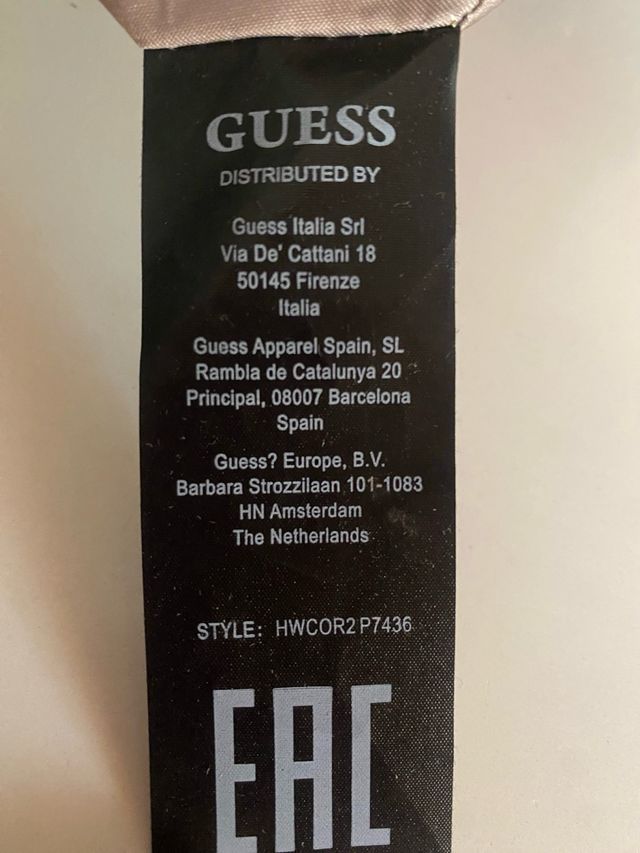 GUESS
DISTRIBUTED BY
Guess Italia Srl
Via De' Cattani 18
50145 Firenze
Italia
Guess Apparel Spain, SL
Rambla de Catalunya 20
Principal, 08007 Barcelona
Spain
Guess? Europe, B.V.
Barbara Strozzilaan 101-1083
HN Amsterdam
The Netherlands
STYLE: HWCOR2 P7436
EAC